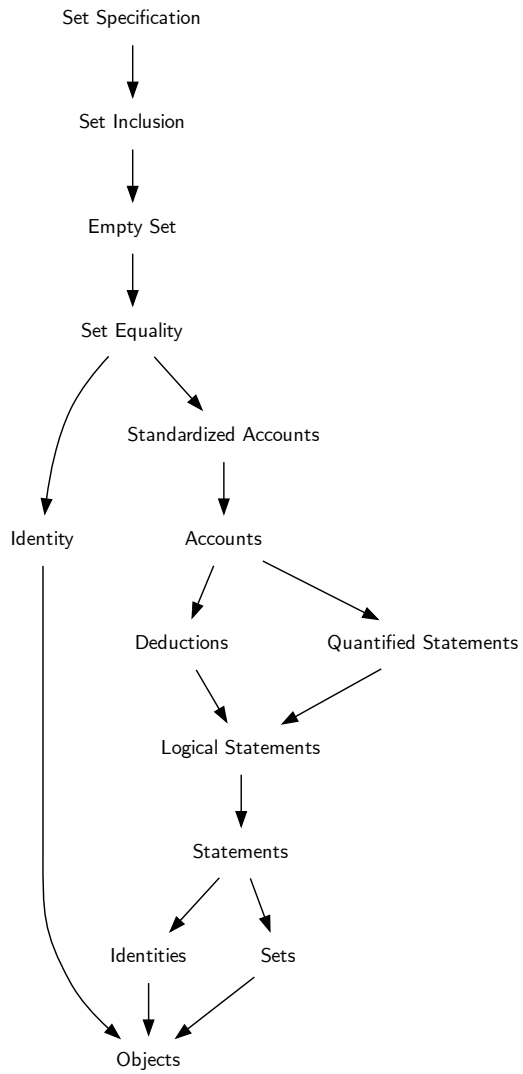 Set Specification
Set Inclusion
Empty Set
Set Equality
Standardized Accounts
Identity
Accounts
Deductions
Quantified Statements
Logical Statements
Statements
Identities
Sets
Objects